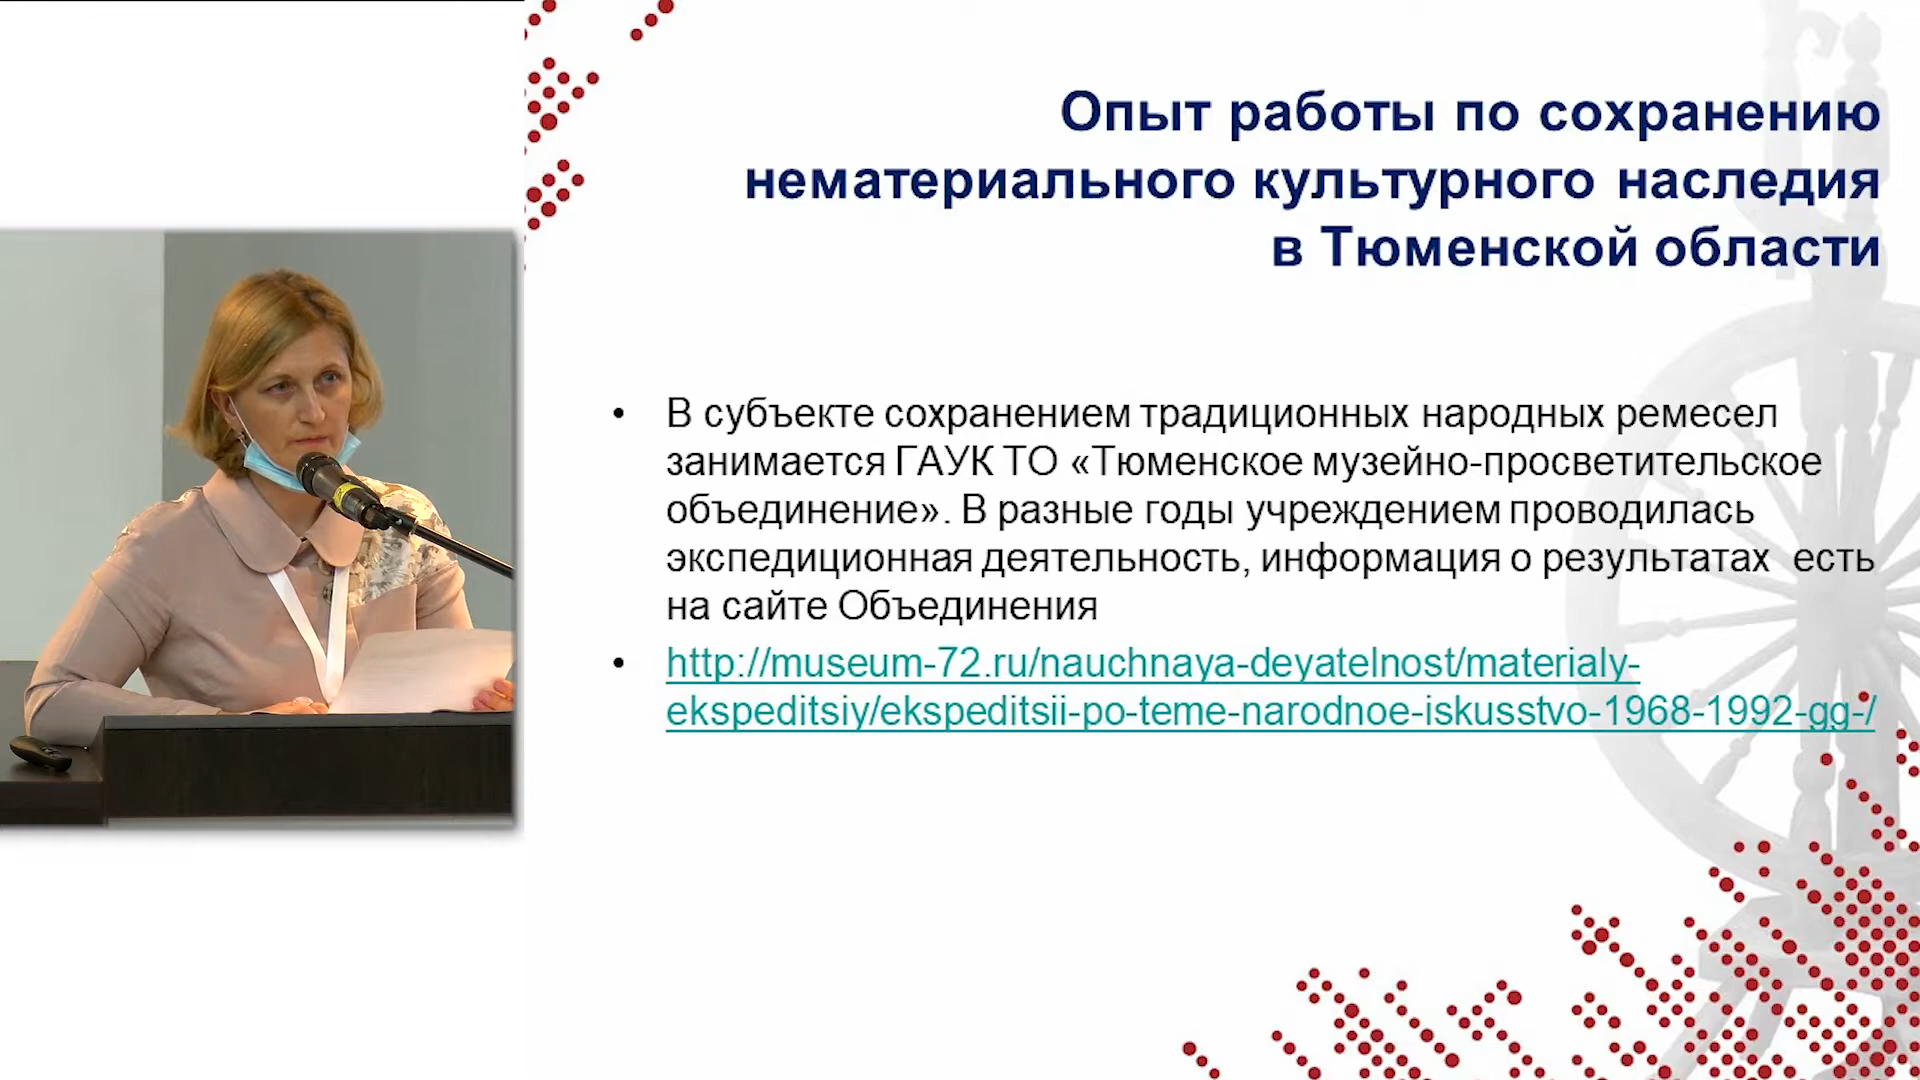 Опыт работы по сохранению
нематериального культурного наследия
в Тюменской области
• В субъекте сохранением традиционных народных ремесел
занимается ГАУК ТО «Тюменское музейно-просветительское
объединение». В разные годы учреждением проводилась
экспедиционная деятельность, информация о результатах есть
на сайте Объединения
• http://museum-72.ru/nauchnaya-deyatelnost/materialy-
ekspeditsiy/ekspeditsii-po-teme-narodnoe-iskusstvo-1968-1992-gg-/